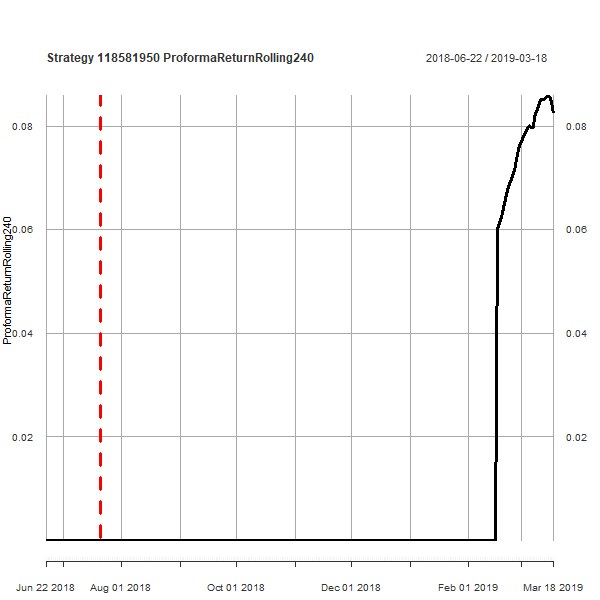 Strategy 118581950 ProformaReturnRolling240
2018-06-22 / 2019-03-18
ProformaReturnRolling240
0.08
0.08
0.06
0.06
0.04
0.04
0.02
0.02
Jun 22 2018
Aug 01 2018
Oct 01 2018
Dec 01 2018
Feb 01 2019
Mar 18 2019